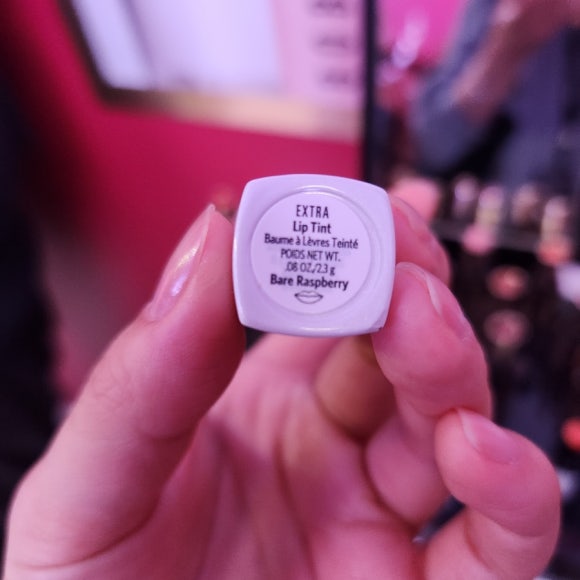 EXTRA
Lip Tint
Baume à Lèvres Teinté
POIDS NET WT.
.08 OZ/2.3 g
Bare Raspberry